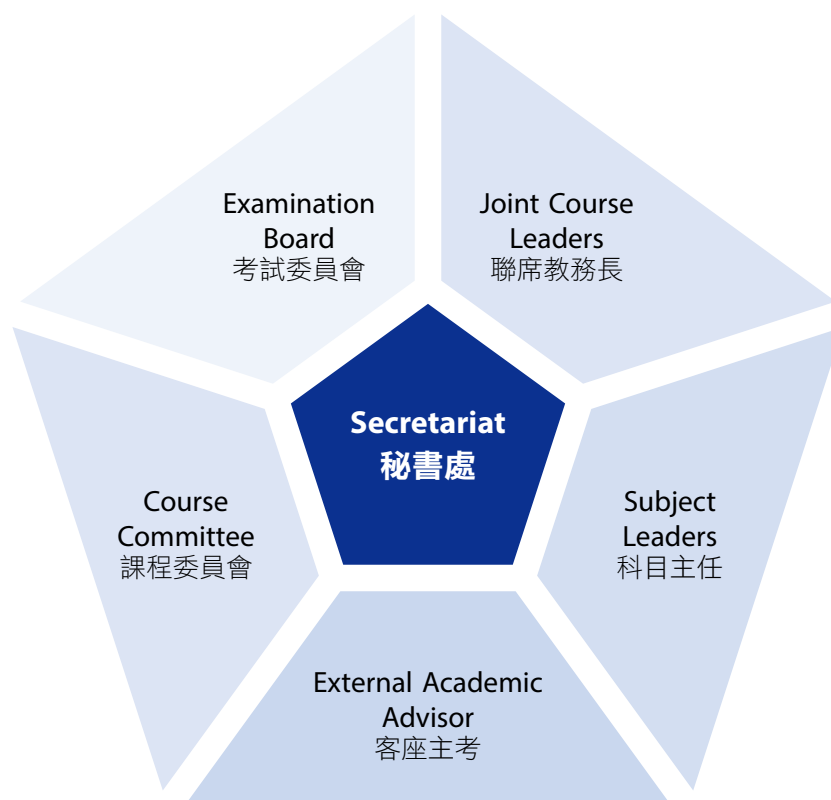 Examination
Board
考試委員會
Joint Course
Leaders
聯席教務長
Secretariat
秘書處
Course
Committee
課程委員會
Subject
Leaders
科目主任
External Academic
Advisor
客座主考